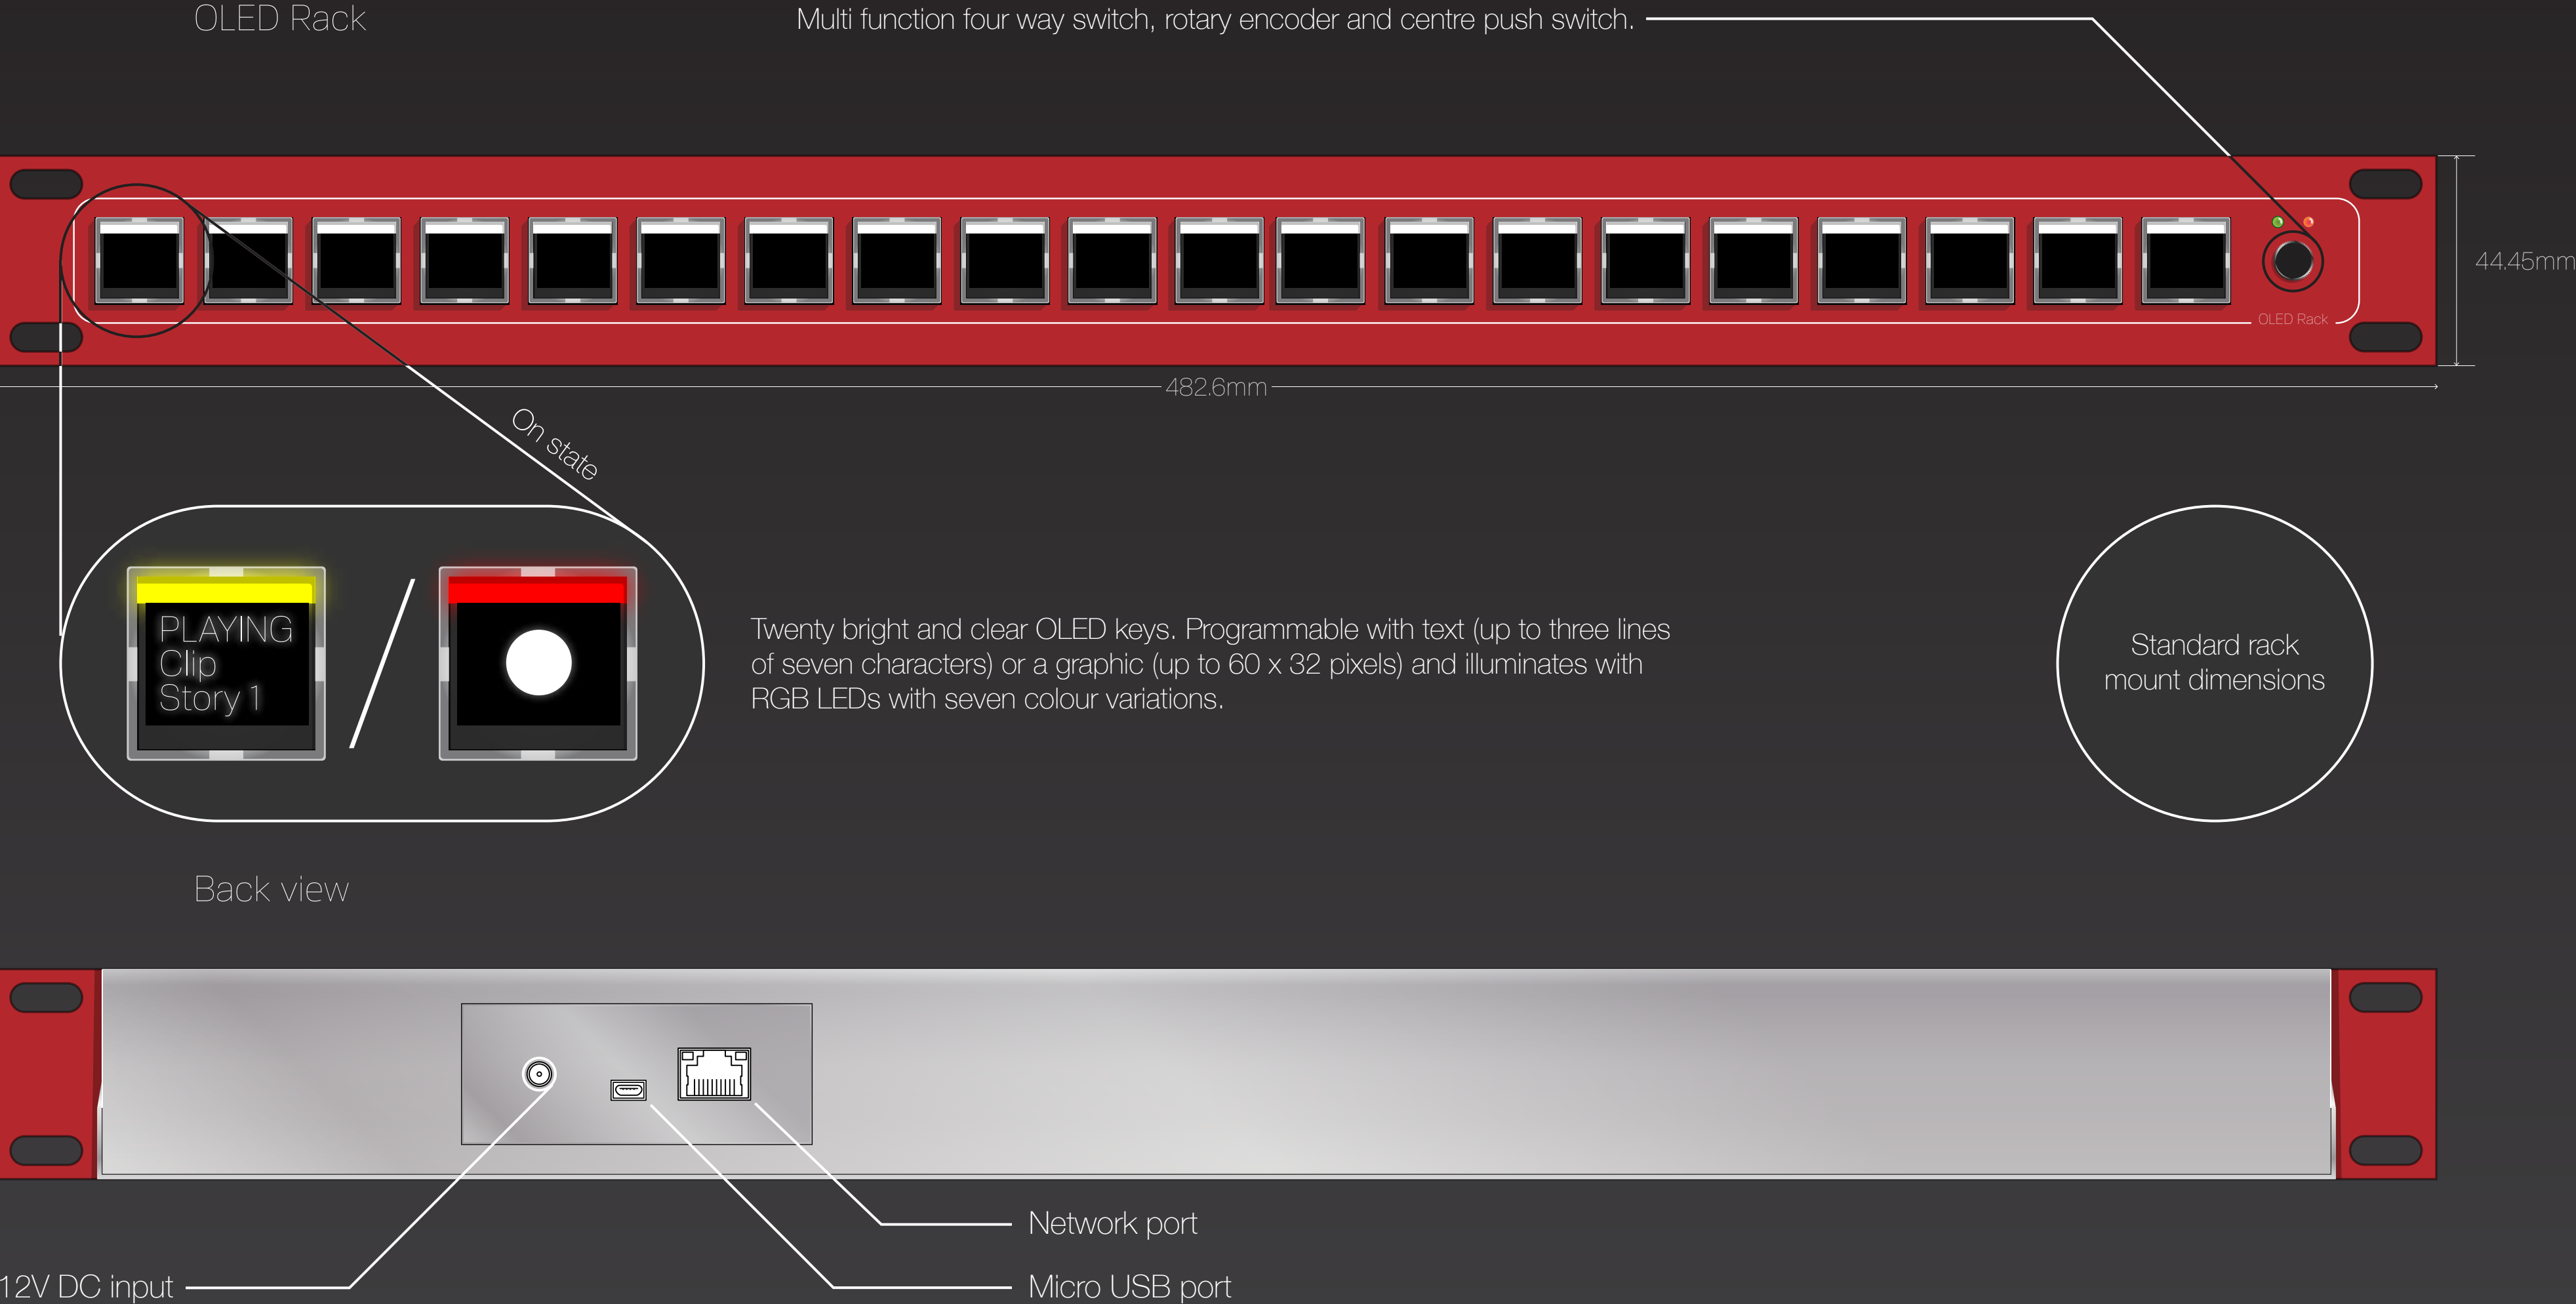 OLED Rack
Multi function four way switch, rotary encoder and centre push switch.
44.45mm
OLED Rack
482.6mm
On state
PLAYING
Clip
Story 1
Twenty bright and clear OLED keys. Programmable with text (up to three lines
of seven characters) or a graphic (up to 60 x 32 pixels) and illuminates with
RGB LEDs with seven colour variations.
Standard rack
mount dimensions
Back view
Network port
12V DC input
Micro USB port